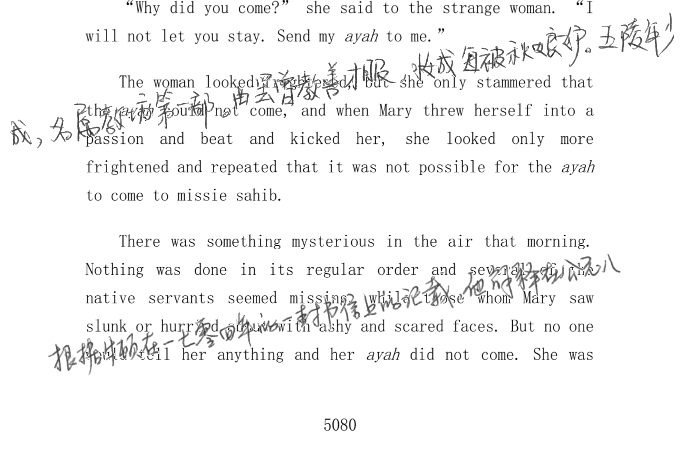 “Why did you come?” she said to the strange woman. “I
will not let you stay. Send my ayah to me.”
成，名属教坊第一部。曲罢曾教善才服，妆成每被秋娘妒。五陵年少
The woman looked frightened, but she only stammered that
the ayah could not come, and when Mary threw herself into a
passion and beat and kicked her, she looked only more
frightened and repeated that it was not possible for the ayah
to come to missie sahib.
There was something mysterious in the air that morning.
Nothing was done in its regular order and several of the
native servants seemed missing, while those whom Mary saw
slunk or hurried about with ashy and scared faces. But no one
would tell her anything and her ayah did not come. She was
根据牛顿在一七零四年的一封书信上的记载，他解释在公元八
5080